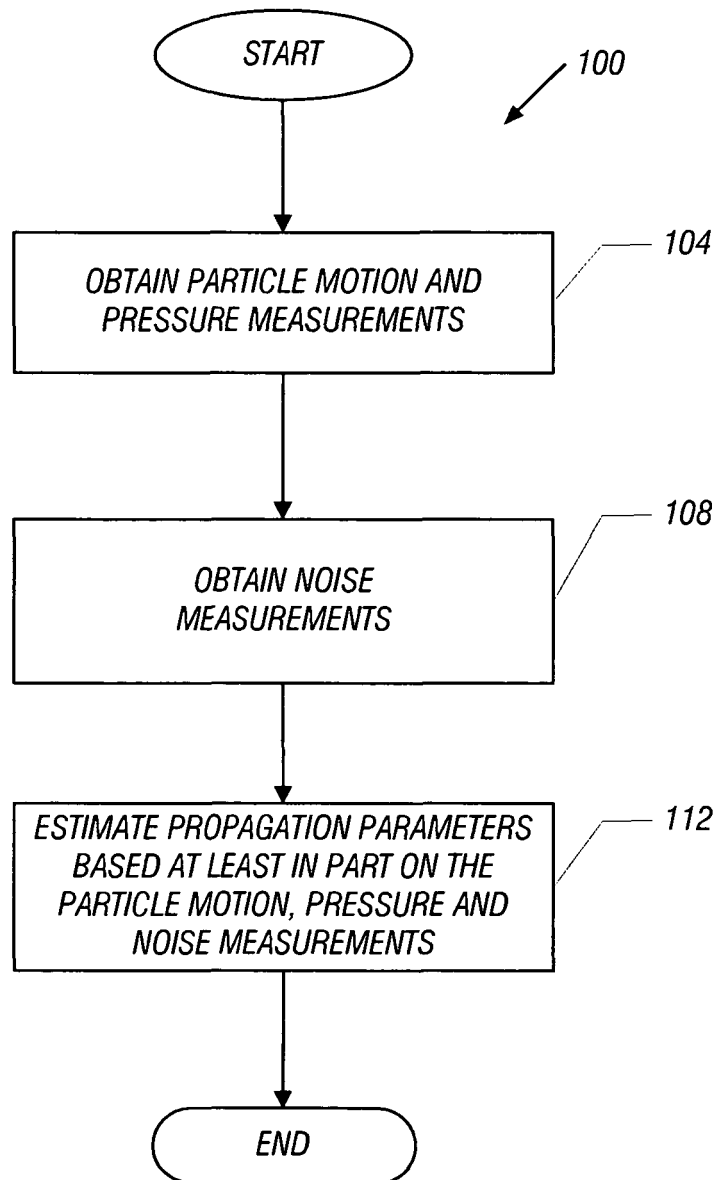 START
100
OBTAIN PARTICLE MOTION AND
PRESSURE MEASUREMENTS
104
OBTAIN NOISE
MEASUREMENTS
108
ESTIMATE PROPAGATION PARAMETERS
BASED AT LEAST IN PART ON THE
PARTICLE MOTION, PRESSURE AND
NOISE MEASUREMENTS
112
END